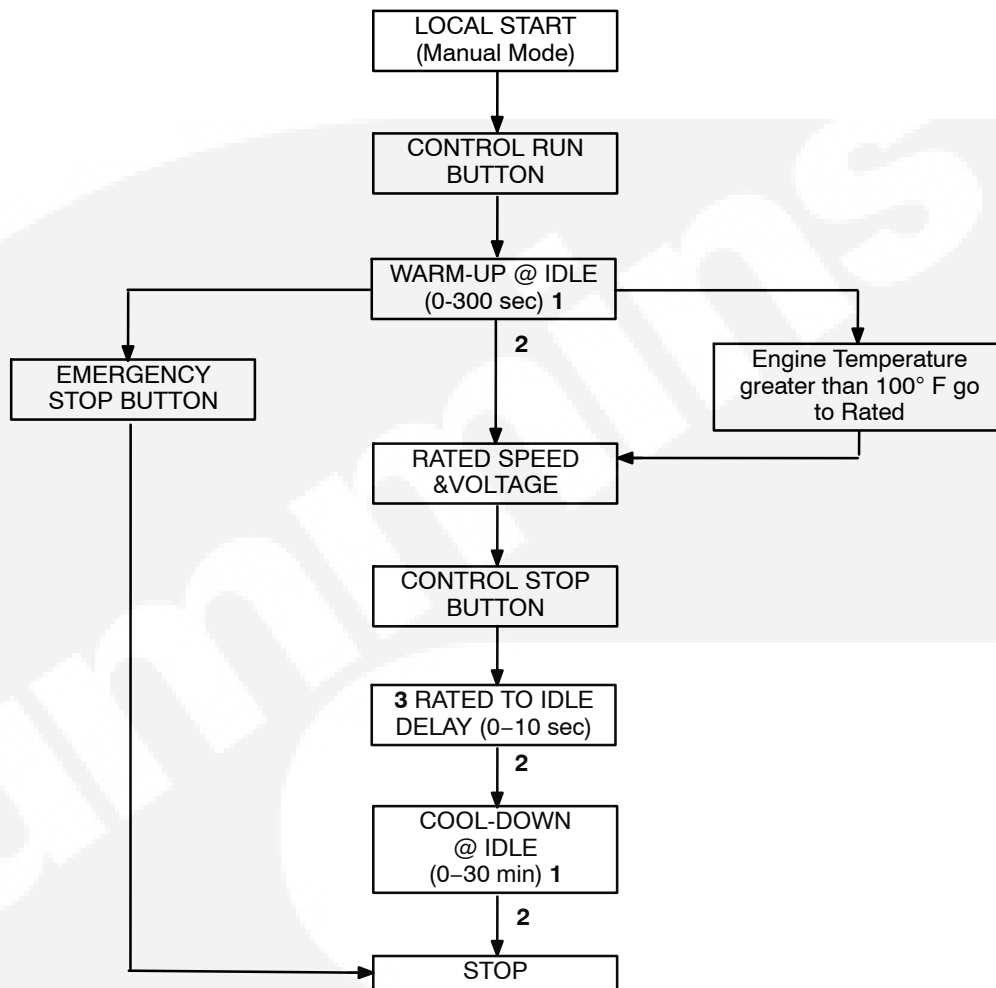 LOCAL START
(Manual Mode)
CONTROL RUN
BUTTON
WARM-UP @ IDLE
(0-300 sec) 1
2
EMERGENCY
STOP BUTTON
Engine Temperature
greater than 100° F go
to Rated
RATED SPEED
&VOLTAGE
CONTROL STOP
BUTTON
3 RATED TO IDLE
DELAY (0−10 sec)
2
COOL-DOWN
@ IDLE
(0−30 min) 1
2
STOP
ummins